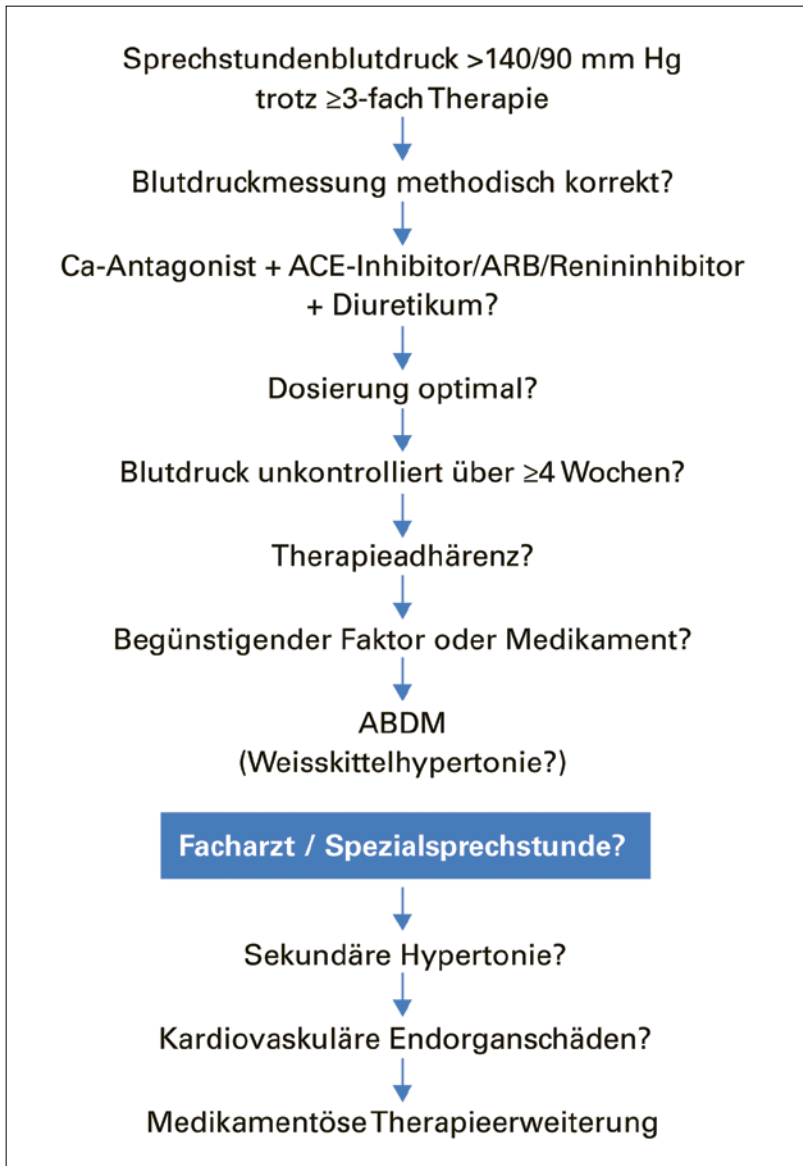 Sprechstundenblutdruck >140/90 mm Hg
trotz ≥3-fach Therapie
Blutdruckmessung methodisch korrekt?
Ca-Antagonist + ACE-Inhibitor/ARB/Renininhibitor
+ Diuretikum?
Dosierung optimal?
Blutdruck unkontrolliert über ≥4 Wochen?
Therapieadhärenz?
Begünstigender Faktor oder Medikament?
ABDM
(Weisskittelhypertonie?)
Facharzt / Spezialsprechstunde?
Sekundäre Hypertonie?
Kardiovaskuläre Endorganschäden?
Medikamentöse Therapieerweiterung